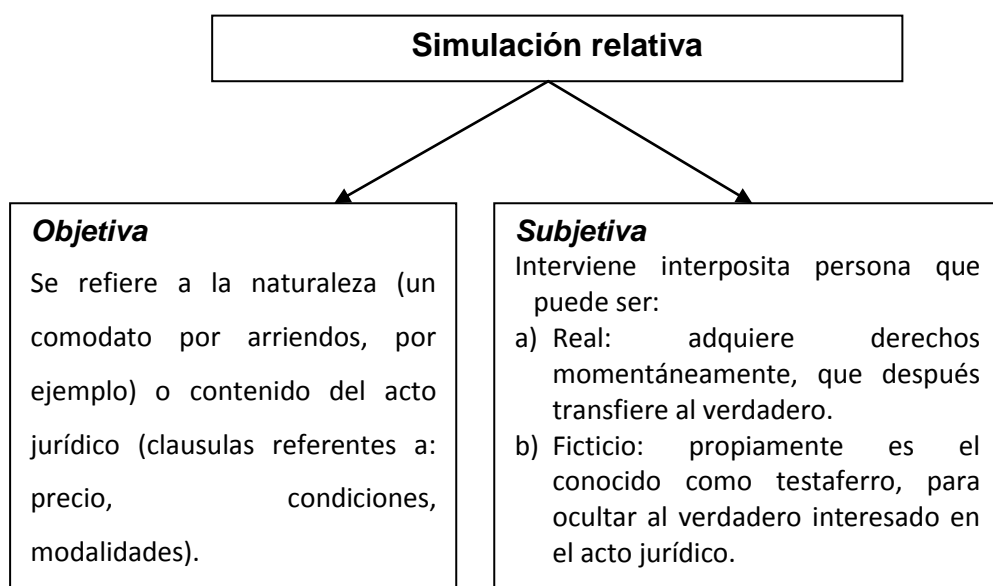 Simulación relativa
Objetiva
Se refiere a la naturaleza (un
comodato por arriendos, por
ejemplo) o contenido del acto
jurídico (clausulas referentes a:
precio, condiciones,
modalidades).
Subjetiva
Interviene interposita persona que
puede ser:
a) Real: adquiere derechos
momentáneamente, que después
transfiere al verdadero.
b) Ficticio: propiamente es el
conocido como testaferro, para
ocultar al verdadero interesado en
el acto jurídico.